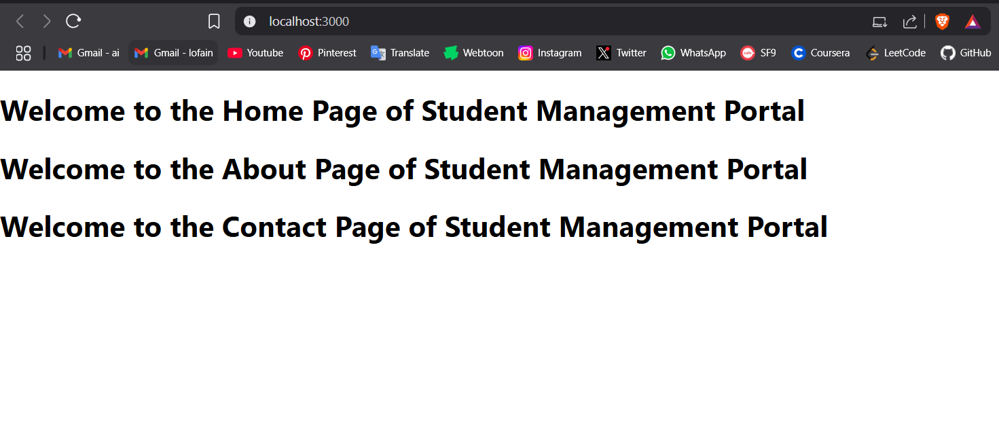 localhost:3000
Gmail - ai Gmail - lofain Youtube Pinterest Translate Webtoon Instagram Twitter WhatsApp SF9 Coursera LeetCode GitHub
Welcome to the Home Page of Student Management Portal
Welcome to the About Page of Student Management Portal
Welcome to the Contact Page of Student Management Portal